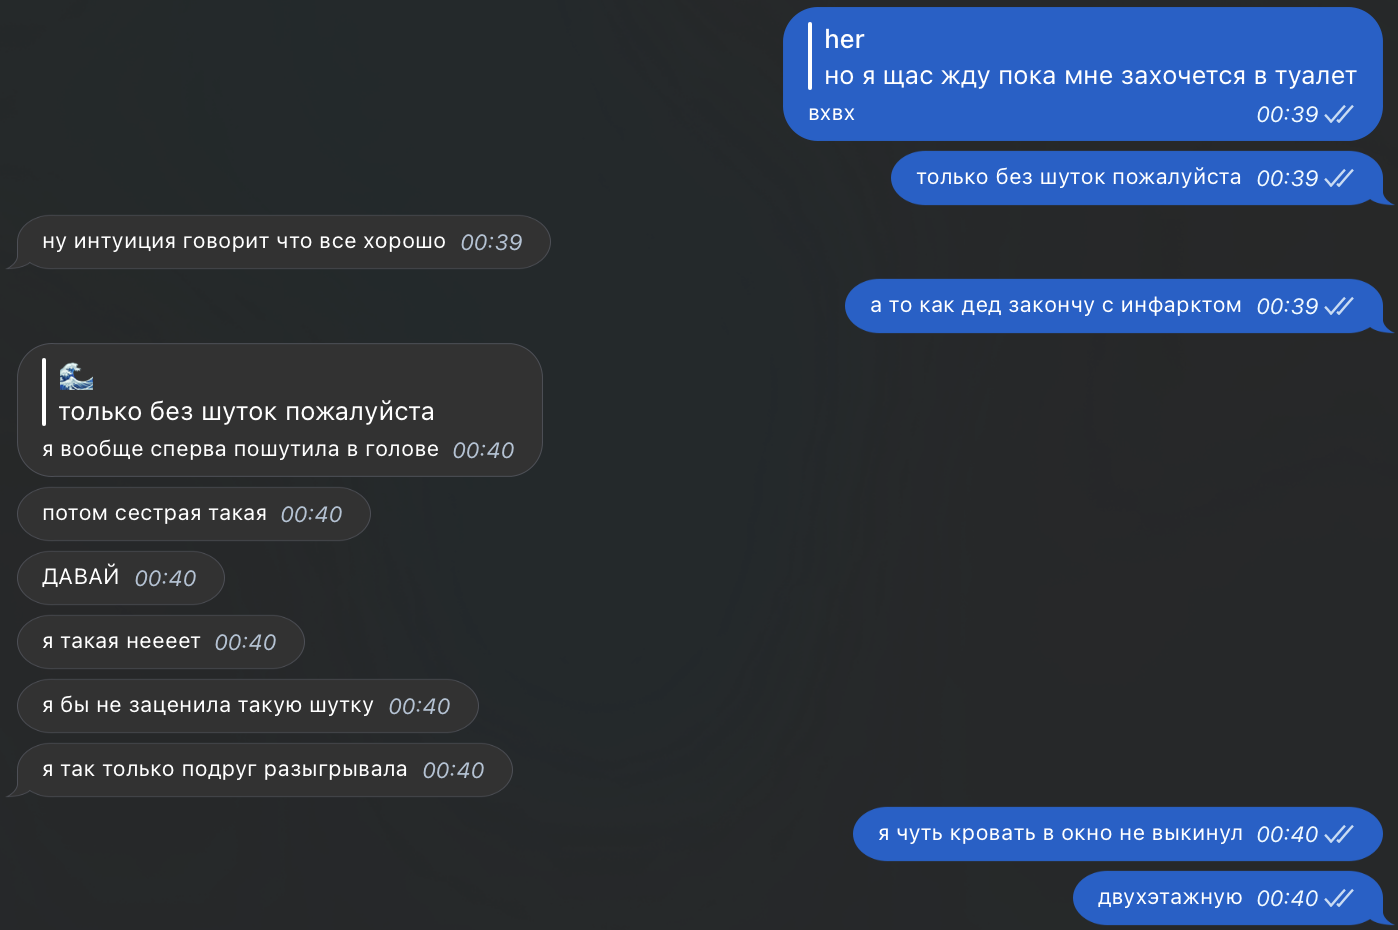 her
но я щас жду пока мне захочется в туалет
вхвх 00:39
только без шуток пожалуйста 00:39
ну интуиция говорит что все хорошо 00:39
а то как дед закончу с инфарктом 00:39
🌊
только без шуток пожалуйста
я вообще сперва пошутила в голове 00:40
потом сестрая такая 00:40
ДАВАЙ 00:40
я такая неееет 00:40
я бы не заценила такую шутку 00:40
я так только подруг разыгрывала 00:40
я чуть кровать в окно не выкинул 00:40
двухэтажную 00:40